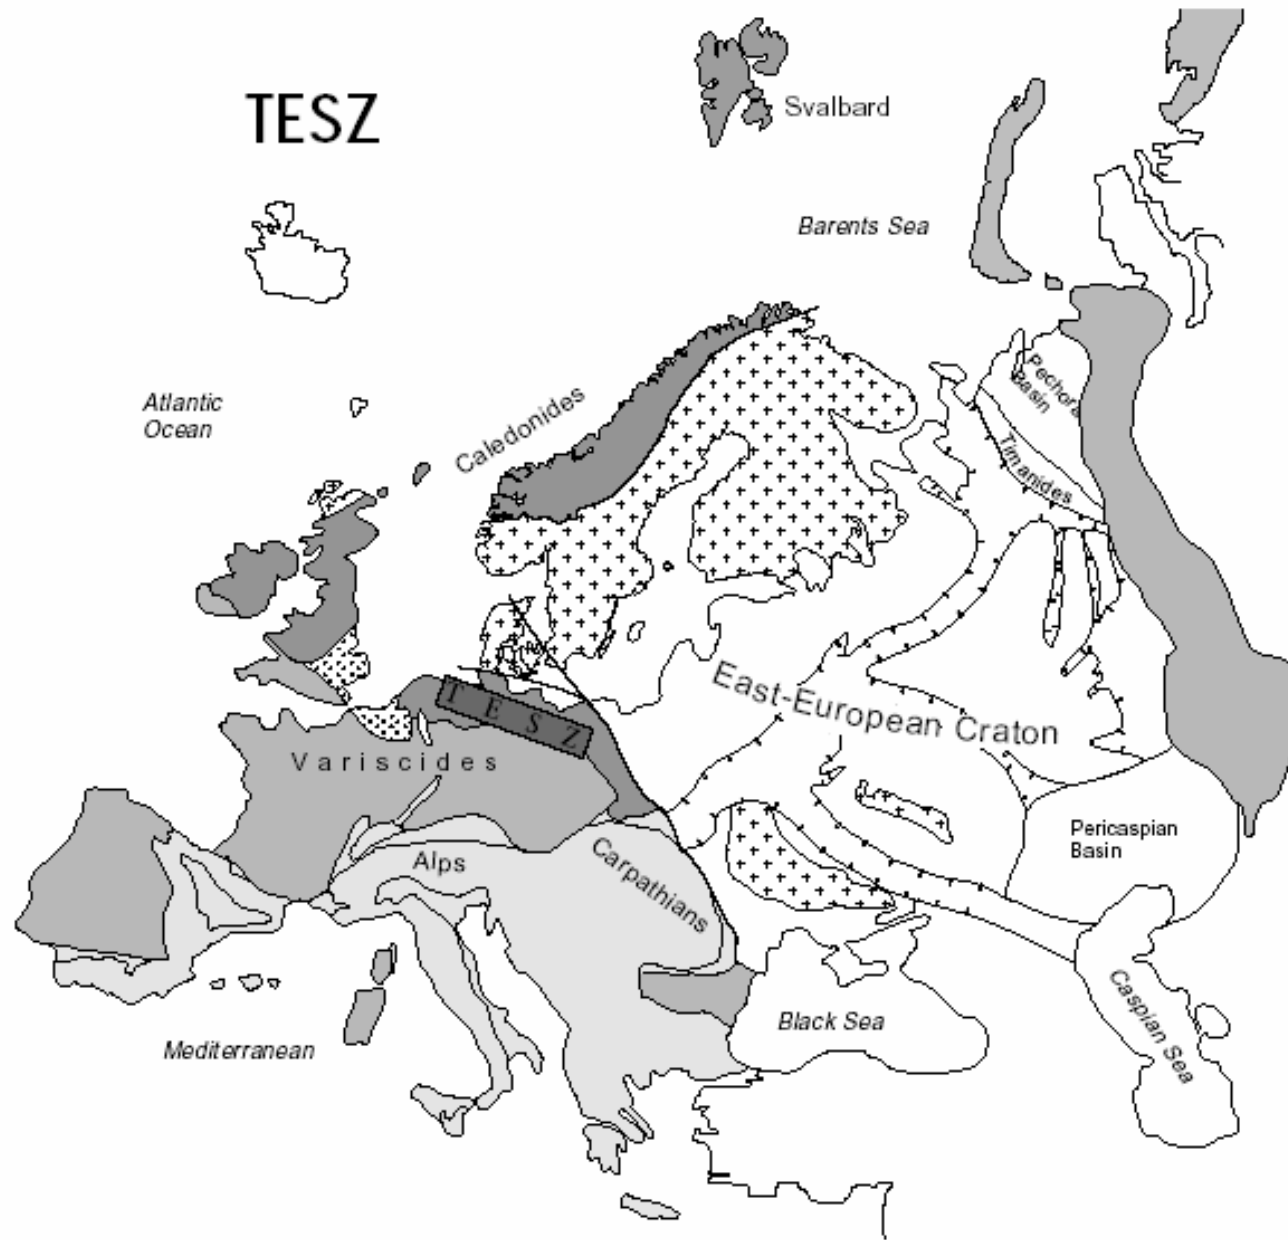 Svalbard
TESZ
Barents Sea
Pechora
Basin
Atlantic
Ocean
Caledonides
Timanides
East-European Craton
T E S Z
Variscides
Pericaspian
Basin
Alps
Carpathians
Caspian Sea
Black Sea
Mediterranean